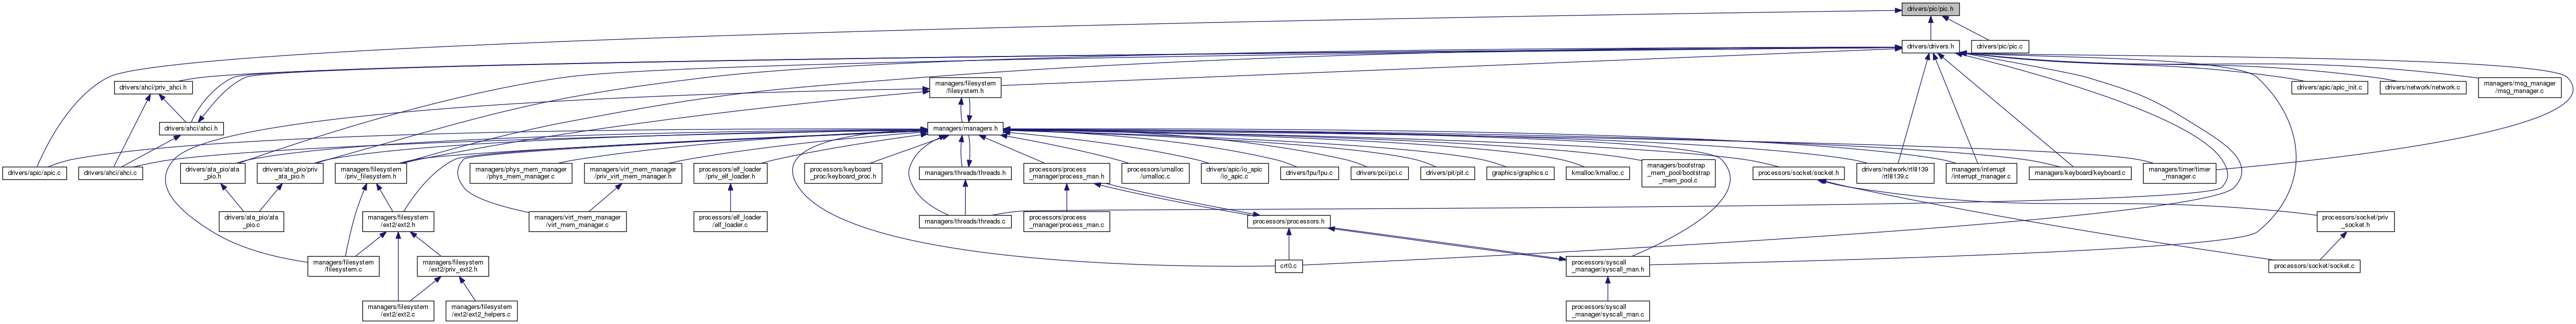 drivers/pic/pic.h
drivers/drivers.h
drivers/pic/pic.c
drivers/ahci/priv_ahci.h
managers/filesystem
/filesystem.h
drivers/apic/apic_init.c
drivers/network/network.c
managers/msg_manager
/msg_manager.c
drivers/ahci/ahci.h
managers/managers.h
drivers/apic/apic.c
drivers/ahci/ahci.c
drivers/ata_pio/ata
_pio.h
drivers/ata_pio/priv
_ata_pio.h
managers/filesystem
/priv_filesystem.h
managers/phys_mem_manager
/phys_mem_manager.c
managers/virt_mem_manager
/priv_virt_mem_manager.h
processors/elf_loader
/priv_elf_loader.h
processors/keyboard
_proc/keyboard_proc.h
managers/threads/threads.h
processors/process
_manager/process_man.h
processors/umalloc
/umalloc.c
drivers/apic/io_apic
/io_apic.c
drivers/fpu/fpu.c
drivers/pci/pci.c
drivers/pit/pit.c
graphics/graphics.c
kmalloc/kmalloc.c
managers/bootstrap
_mem_pool/bootstrap
_mem_pool.c
processors/socket/socket.h
drivers/network/rtl8139
/rtl8139.c
managers/interrupt
/interrupt_manager.c
managers/keyboard/keyboard.c
managers/timer/timer
_manager.c
drivers/ata_pio/ata
_pio.c
managers/filesystem
/ext2/ext2.h
managers/virt_mem_manager
/virt_mem_manager.c
processors/elf_loader
/elf_loader.c
managers/threads/threads.c
processors/process
_manager/process_man.c
processors/processors.h
processors/socket/priv
_socket.h
managers/filesystem
/filesystem.c
managers/filesystem
/ext2/priv_ext2.h
crt0.c
processors/syscall
_manager/syscall_man.h
processors/socket/socket.c
managers/filesystem
/ext2/ext2.c
managers/filesystem
/ext2/ext2_helpers.c
processors/syscall
_manager/syscall_man.c